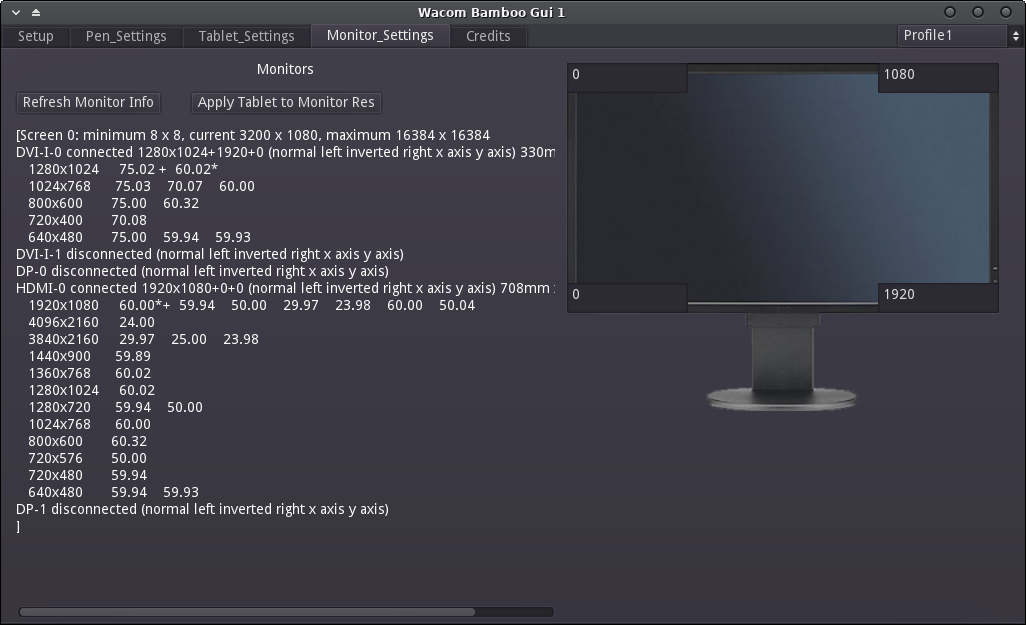 Wacom Bamboo Gui 1
Setup Pen_Settings Tablet_Settings Monitor_Settings Credits Profile1
Monitors
Refresh Monitor Info Apply Tablet to Monitor Res
[Screen 0: minimum 8 x 8, current 3200 x 1080, maximum 16384 x 16384
DVI-I-0 connected 1280x1024+1920+0 (normal left inverted right x axis y axis) 330m
1280x1024 75.02 + 60.02*
1024x768 75.03 70.07 60.00
800x600 75.00 60.32
720x400 70.08
640x480 75.00 59.94 59.93
DVI-I-1 disconnected (normal left inverted right x axis y axis)
DP-0 disconnected (normal left inverted right x axis y axis)
HDMI-0 connected 1920x1080+0+0 (normal left inverted right x axis y axis) 708mm
1920x1080 60.00*+ 59.94 50.00 29.97 23.98 60.00 50.04
4096x2160 24.00
3840x2160 29.97 25.00 23.98
1440x900 59.89
1360x768 60.02
1280x1024 60.02
1280x720 59.94 50.00
1024x768 60.00
800x600 60.32
720x576 50.00
720x480 59.94
640x480 59.94 59.93
DP-1 disconnected (normal left inverted right x axis y axis)
]
0 1080
0 1920